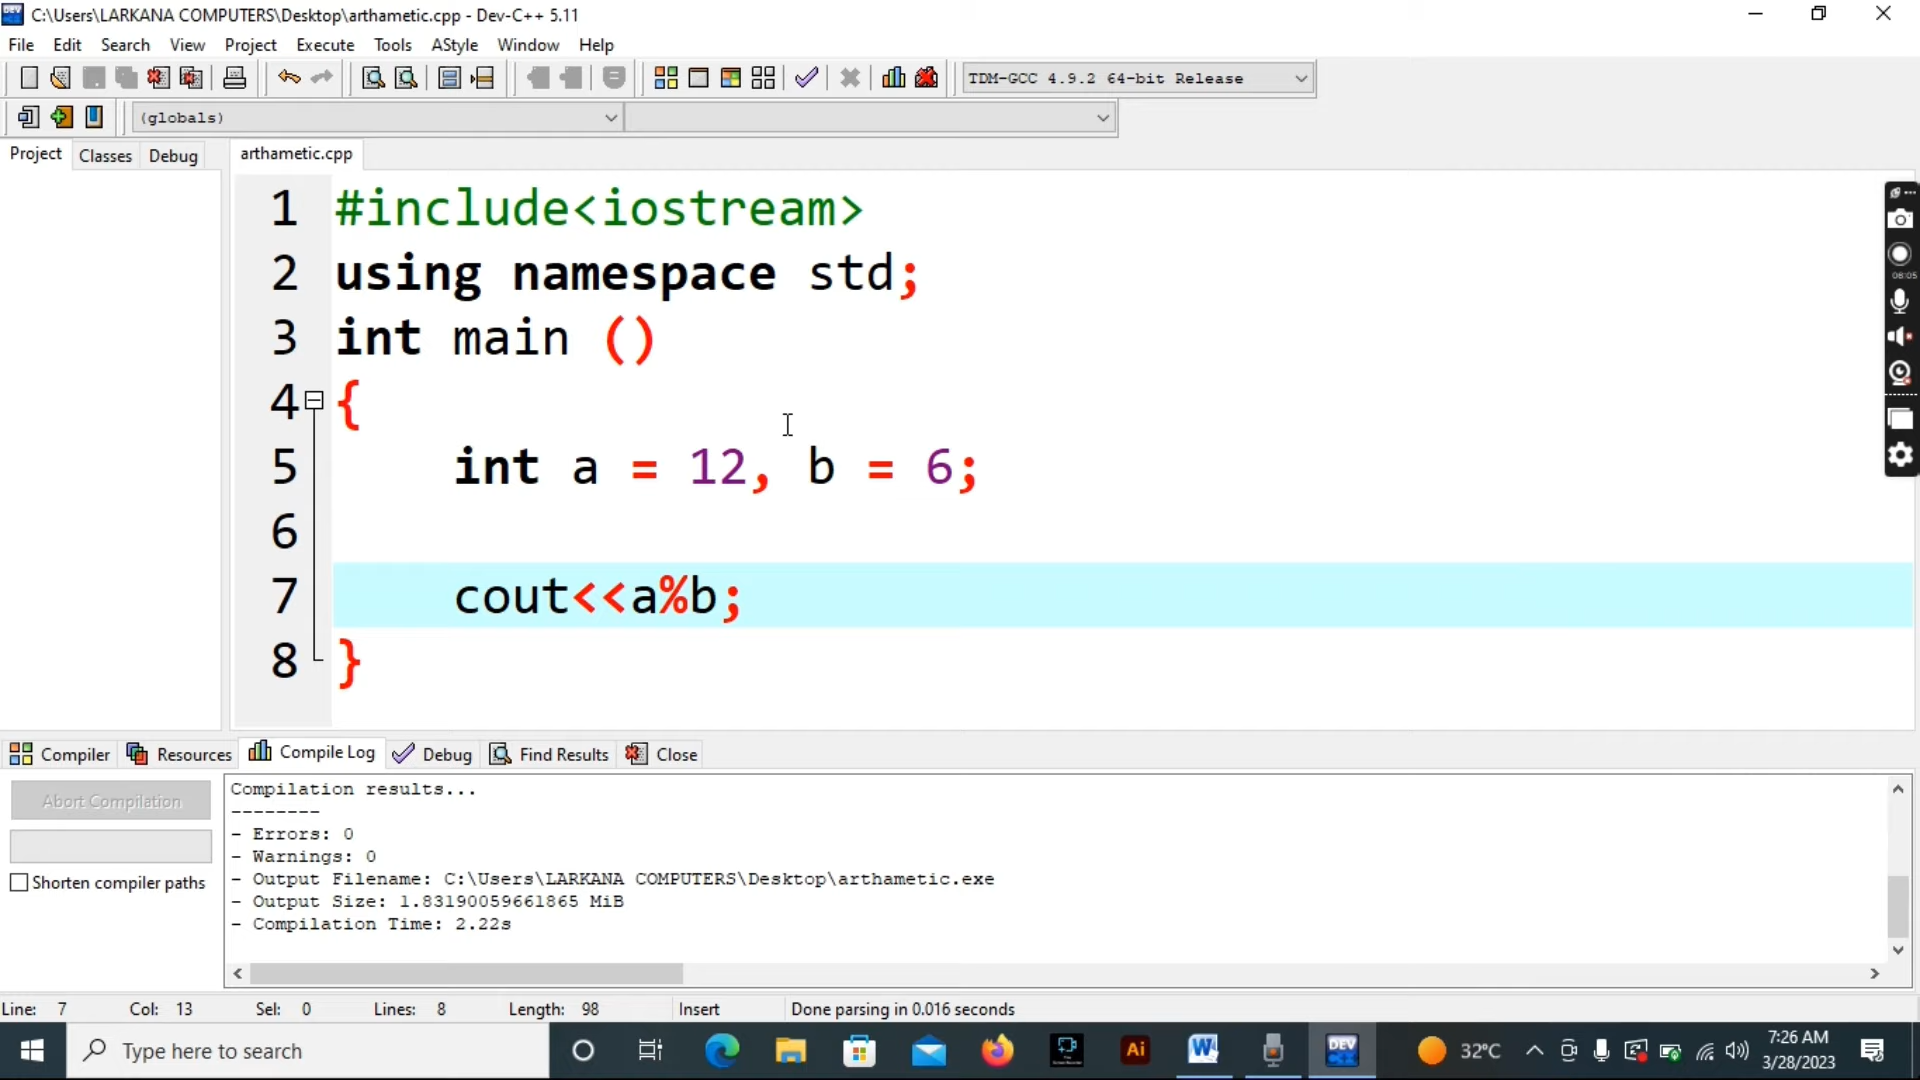 C:\Users\LARKANA COMPUTERS\Desktop\arthametic.cpp - Dev-C++ 5.11
File Edit Search View Project Execute Tools AStyle Window Help
TDM-GCC 4.9.2 64-bit Release
(globals)
Project Classes Debug
arthametic.cpp
1 #include<iostream>
2 using namespace std;
3 int main ()
4 {
5 int a = 12, b = 6;
6
7 cout<<a%b;
8 }
08:05
Compiler Resources Compile Log Debug Find Results Close
Abort Compilation
Shorten compiler paths
Compilation results...
--------
- Errors: 0
- Warnings: 0
- Output Filename: C:\Users\LARKANA COMPUTERS\Desktop\arthametic.exe
- Output Size: 1.83190059661865 MiB
- Compilation Time: 2.22s
Line: 7 Col: 13 Sel: 0 Lines: 8 Length: 98 Insert Done parsing in 0.016 seconds
Type here to search
Ai
W
DEV
32°C
7:26 AM
3/28/2023